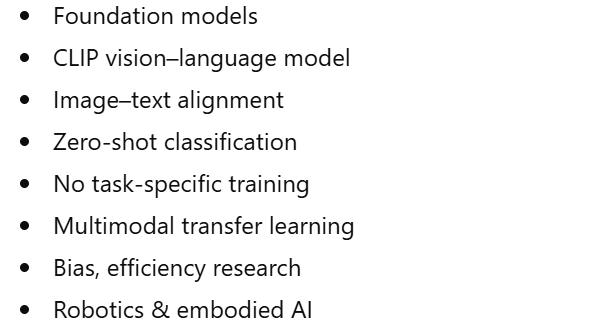 • Foundation models
• CLIP vision–language model
• Image–text alignment
• Zero-shot classification
• No task-specific training
• Multimodal transfer learning
• Bias, efficiency research
• Robotics & embodied AI